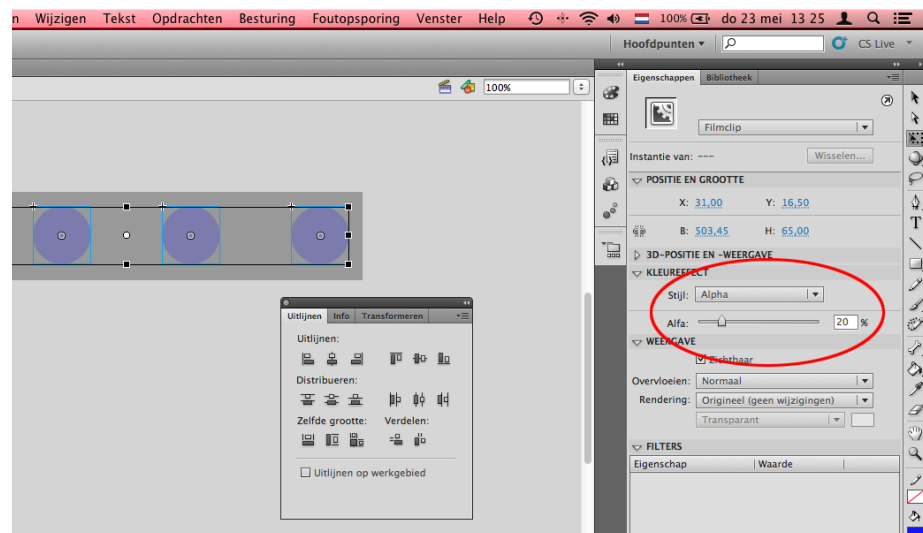 n Wijzigen Tekst Opdrachten Besturing Foutopsporing Venster Help 100% do 23 mei 13 25
Hoofdpunten CS Live
100%
Eigenschappen Bibliotheek
Filmclip
Instantie van: --- Wisselen...
POSITIE EN GROOTTE
X: 31,00 Y: 16,50
B: 503,45 H: 65,00
3D-POSITIE EN -WEERGAVE
KLEUREFFECT
Stijl: Alpha
Alfa: 20 %
WEERGAVE
Zichtbaar
Overvloeien: Normaal
Rendering: Origineel (geen wijzigingen)
Transparant
FILTERS
Eigenschap Waarde
Uitlijnen Info Transformeren
Uitlijnen:
Distribueren:
Zelfde grootte: Verdelen:
Uitlijnen op werkgebied
T